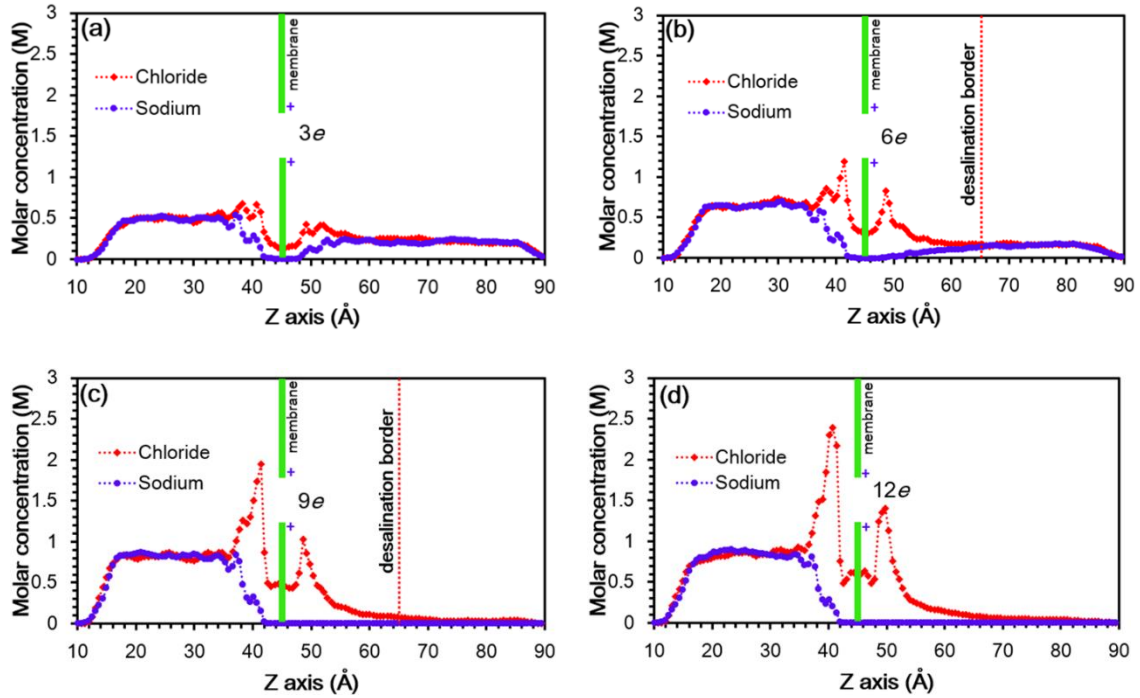 (a)
Molar concentration (M)
3
2.5
2
1.5
1
0.5
0
Chloride
Sodium
membrane
+
3e
+
10 20 30 40 50 60 70 80 90
Z axis (Å)
(b)
Molar concentration (M)
3
2.5
2
1.5
1
0.5
0
Chloride
Sodium
membrane
+
6e
+
desalination border
10 20 30 40 50 60 70 80 90
Z axis (Å)
(c)
Molar concentration (M)
3
2.5
2
1.5
1
0.5
0
Chloride
Sodium
membrane
+
9e
+
desalination border
10 20 30 40 50 60 70 80 90
Z axis (Å)
(d)
Molar concentration (M)
3
2.5
2
1.5
1
0.5
0
Chloride
Sodium
membrane
+
12e
+
10 20 30 40 50 60 70 80 90
Z axis (Å)